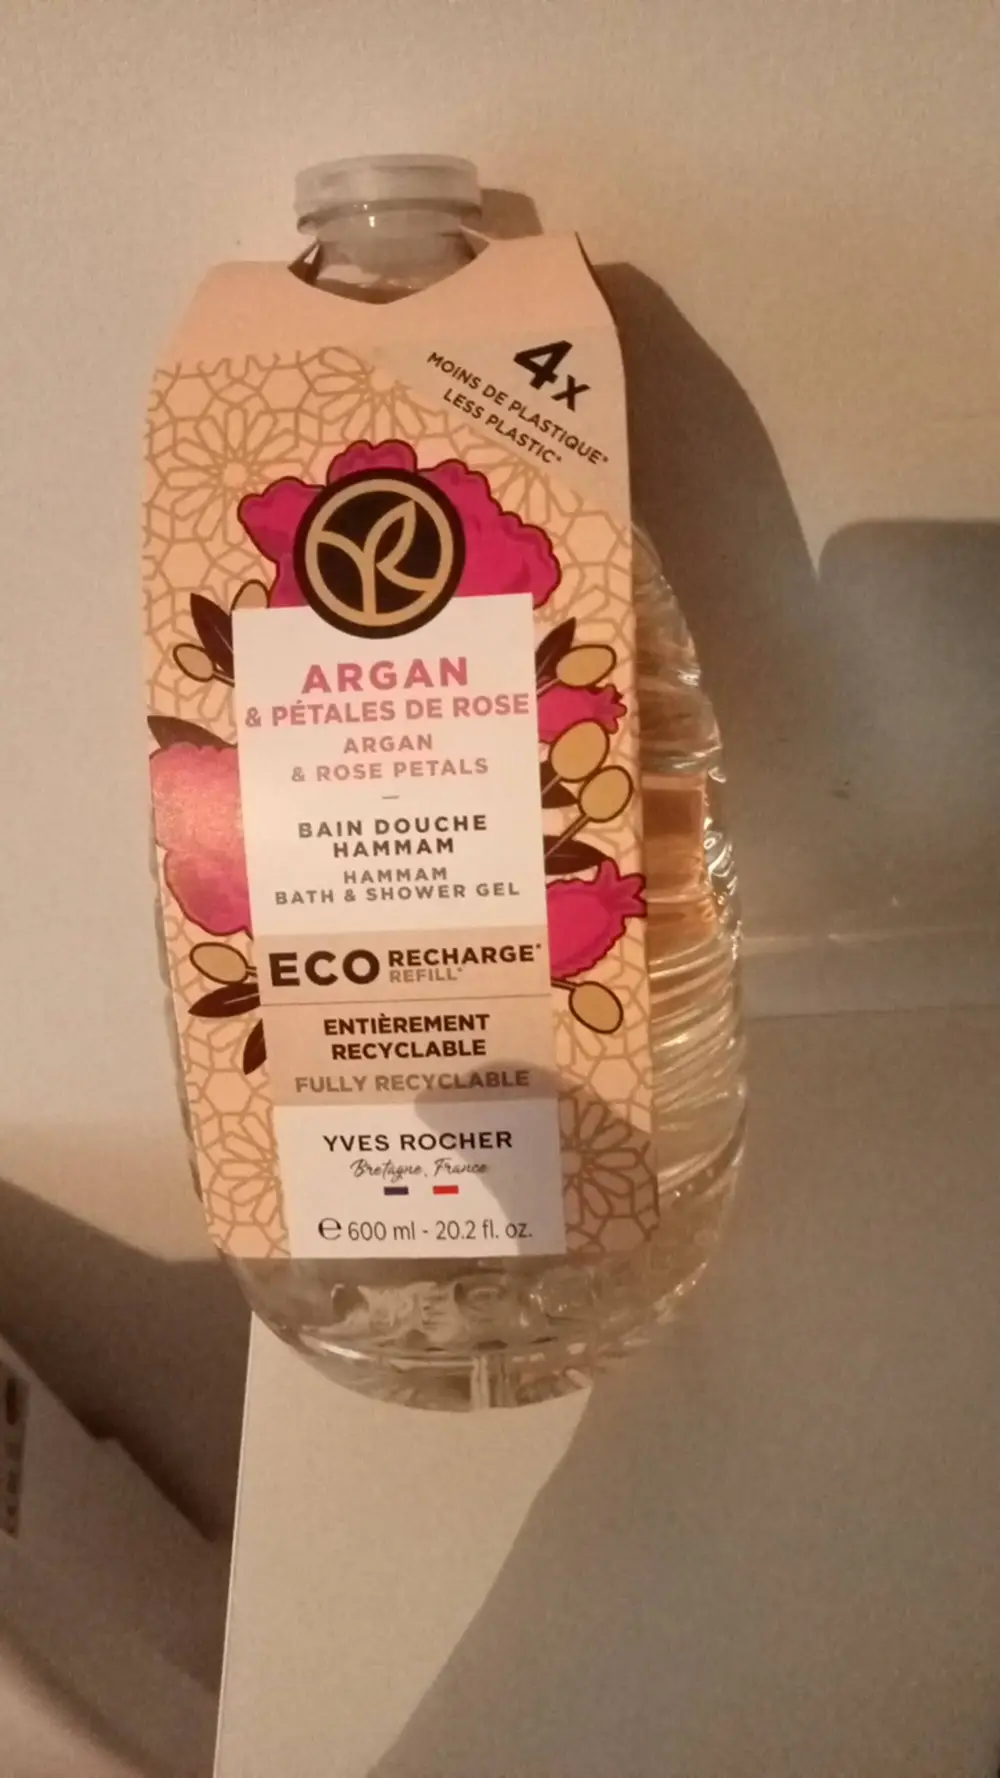 4x
MOINS DE PLASTIQUE*
LESS PLASTIC*
ARGAN
& PÉTALES DE ROSE
ARGAN
& ROSE PETALS
BAIN DOUCHE
HAMMAM
HAMMAM
BATH & SHOWER GEL
ECO RECHARGE*
REFILL*
ENTIÈREMENT
RECYCLABLE
FULLY RECYCLABLE
YVES ROCHER
Bretagne, France
℮ 600 ml - 20.2 fl. oz.